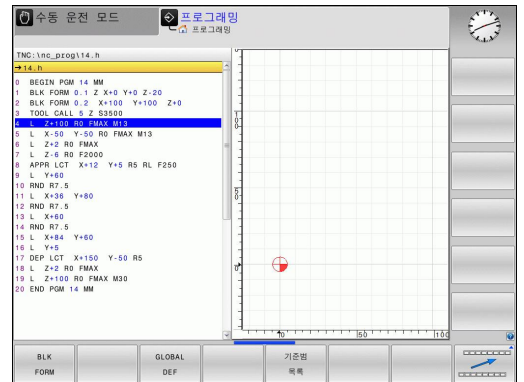 수동 운전 모드
프로그래밍
프로그래밍
TNC:\nc_prog\14.h
→14.h
0 BEGIN PGM 14 MM
1 BLK FORM 0.1 Z X+0 Y+0 Z-20
2 BLK FORM 0.2 X+100 Y+100 Z+0
3 TOOL CALL 5 Z S3500
4 L Z+100 R0 FMAX M13
5 L X-50 Y-50 R0 FMAX M13
6 L Z+2 R0 FMAX
7 L Z-6 R0 F2000
8 APPR LCT X+12 Y+5 R5 RL F250
9 L Y+60
10 RND R7.5
11 L X+36 Y+80
12 RND R7.5
13 L X+60
14 RND R7.5
15 L X+84 Y+60
16 L Y+5
17 DEP LCT X+150 Y-50 R5
18 L Z+2 R0 FMAX
19 L Z+100 R0 FMAX M30
20 END PGM 14 MM
100
50
0
0
50
100
BLK FORM
GLOBAL DEF
기준범 목록